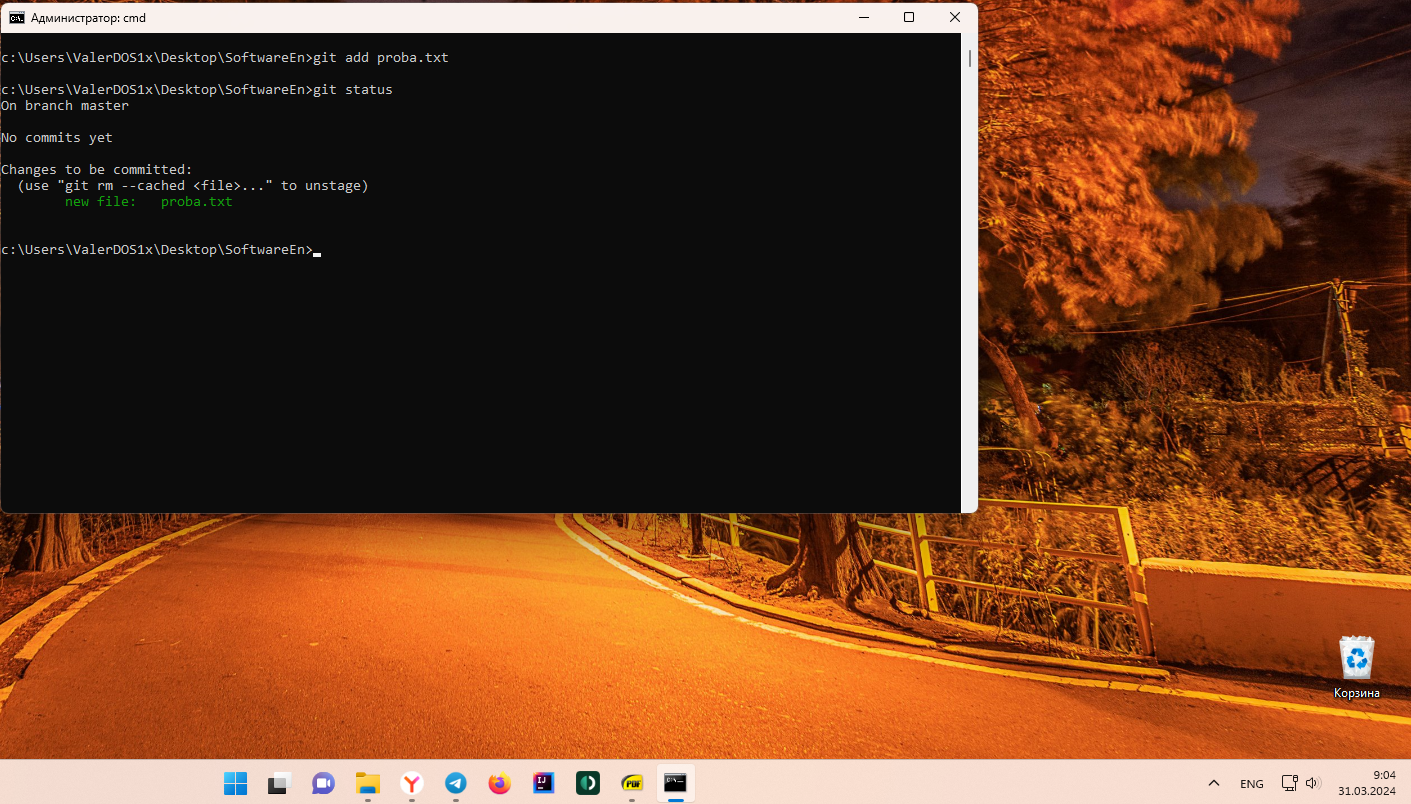 Администратор: cmd
c:\Users\ValerDOS1x\Desktop\SoftwareEn>git add proba.txt
c:\Users\ValerDOS1x\Desktop\SoftwareEn>git status
On branch master
No commits yet
Changes to be committed:
  (use "git rm --cached <file>..." to unstage)
        new file:   proba.txt
c:\Users\ValerDOS1x\Desktop\SoftwareEn>
Корзина
PDF
ENG
9:04
31.03.2024